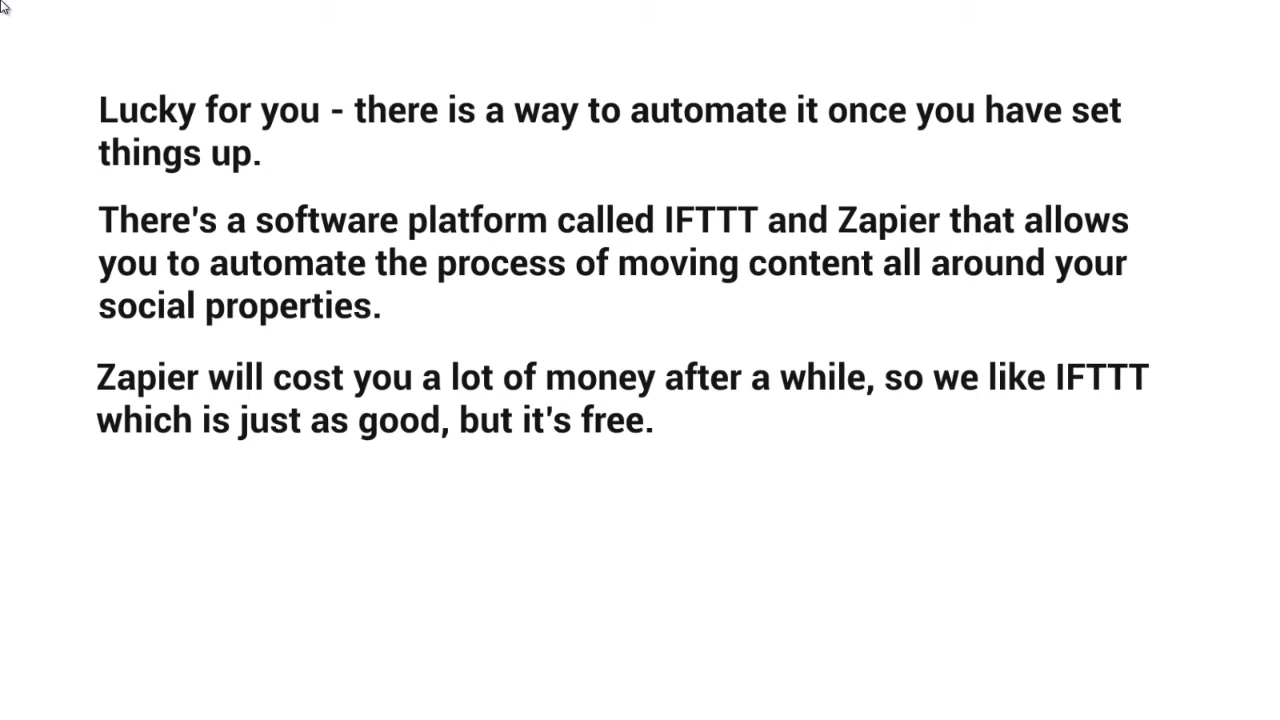 Lucky for you - there is a way to automate it once you have set
things up.
There's a software platform called IFTTT and Zapier that allows
you to automate the process of moving content all around your
social properties.
Zapier will cost you a lot of money after a while, so we like IFTTT
which is just as good, but it's free.